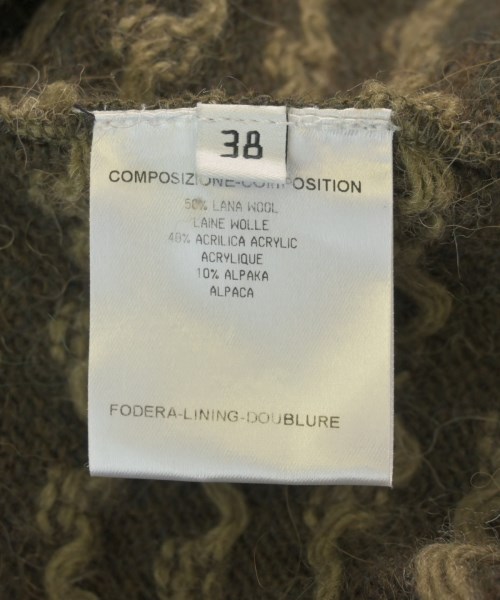 38
COMPOSIZIONE-COMPOSITION
50% LANA WOOL
LAINE WOLLE
40% ACRILICA ACRYLIC
ACRYLIQUE
10% ALPAKA
ALPACA
FODERA-LINING-DOUBLURE